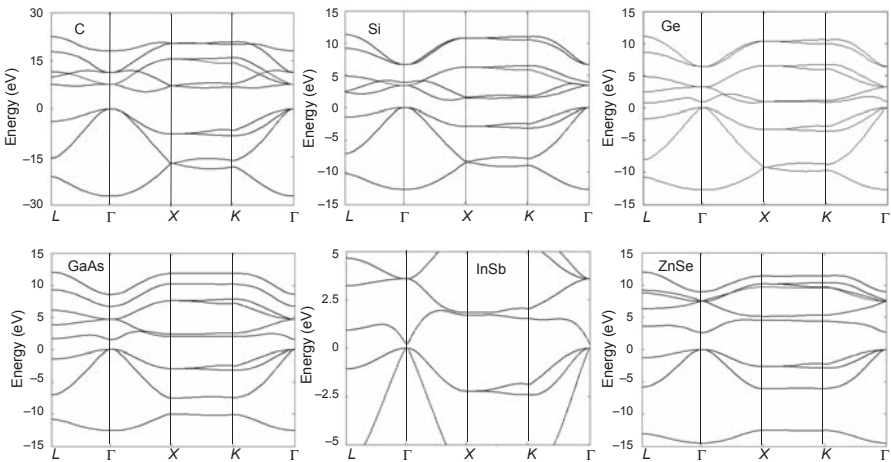 C
Energy (eV)
30
15
0
–15
–30
L Γ X K Γ
Si
Energy (eV)
15
10
5
0
–5
–10
–15
L Γ X K Γ
Ge
Energy (eV)
15
10
5
0
–5
–10
–15
L Γ X K Γ
GaAs
Energy (eV)
15
10
5
0
–5
–10
–15
L Γ X K Γ
InSb
Energy (eV)
5
2.5
0
–2.5
–5
L Γ X K Γ
ZnSe
Energy (eV)
15
10
5
0
–5
–10
–15
L Γ X K Γ